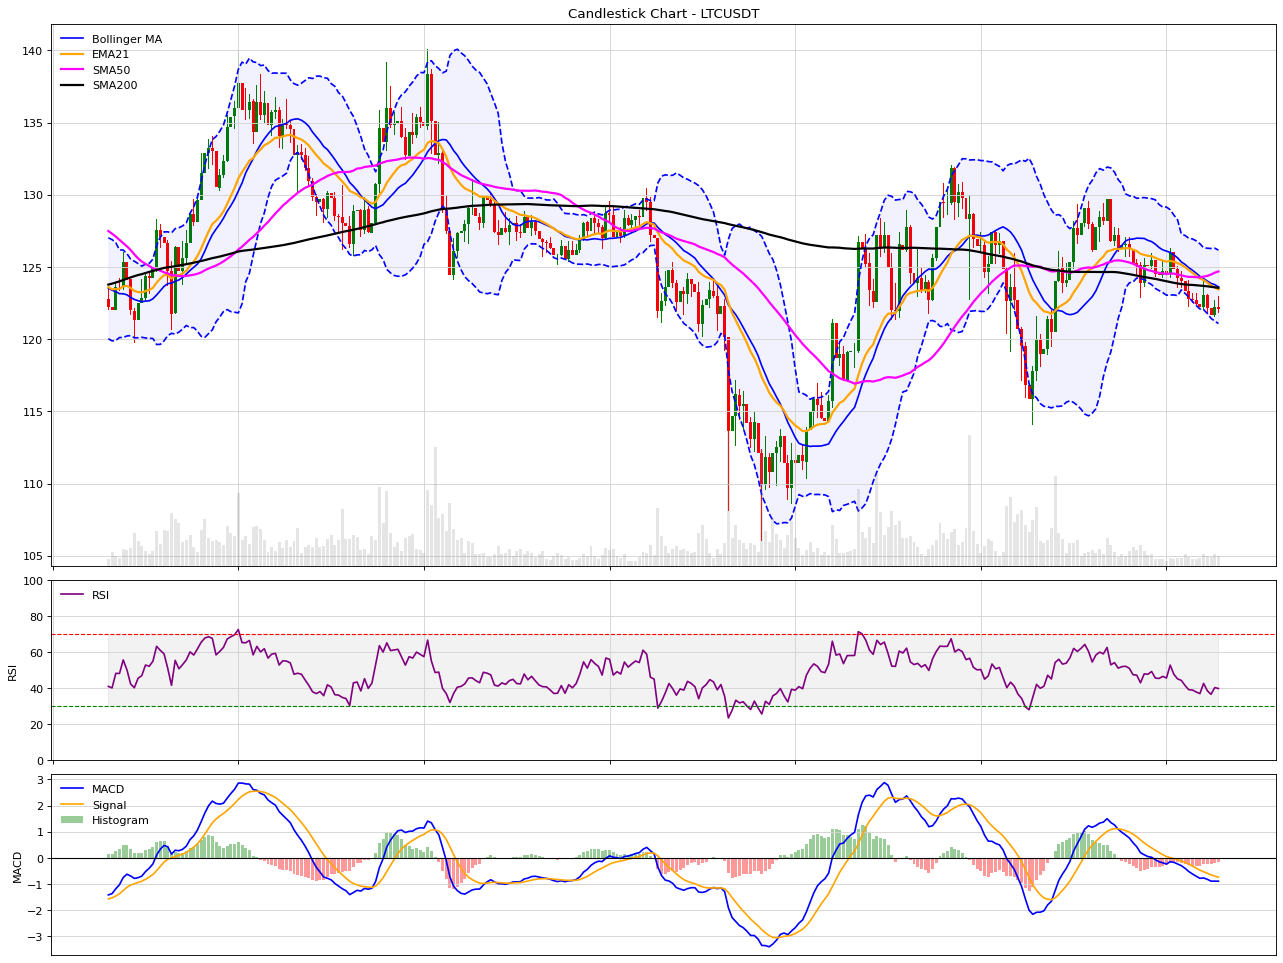 Candlestick Chart - LTCUSDT
Bollinger MA
EMA21
SMA50
SMA200
140
135
130
125
120
115
110
105
RSI
100
80
60
40
20
0
RSI
MACD
Signal
Histogram
3
2
1
0
−1
−2
−3
MACD